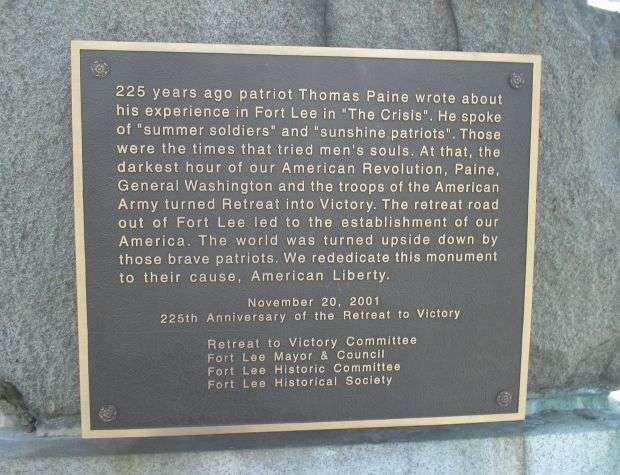 225 years ago patriot Thomas Paine wrote about
his experience in Fort Lee in "The Crisis". He spoke
of "summer soldiers" and "sunshine patriots". Those
were the times that tried men's souls. At that, the
darkest hour of our American Revolution, Paine,
General Washington and the troops of the American
Army turned Retreat into Victory. The retreat road
out of Fort Lee led to the establishment of our
America. The world was turned upside down by
those brave patriots. We rededicate this monument
to their cause, American Liberty.
November 20, 2001
225th Anniversary of the Retreat to Victory
Retreat to Victory Committee
Fort Lee Mayor & Council
Fort Lee Historic Committee
Fort Lee Historical Society